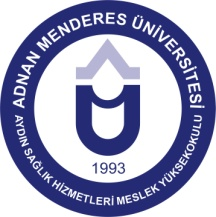 ADNAN MENDERES ÜNİVERSİTESİ
1993
AYDIN SAĞLIK HİZMETLERİ MESLEK YÜKSEKOKULU